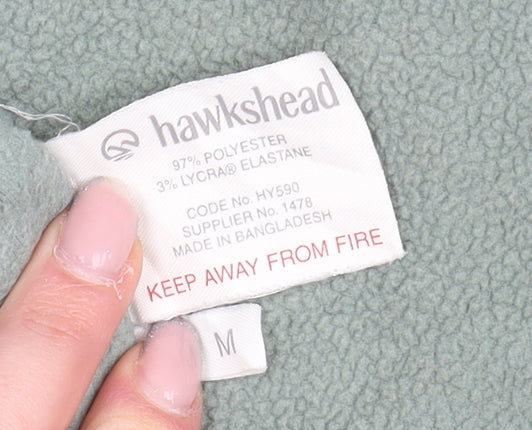 hawkshead
97% POLYESTER
3% LYCRA® ELASTANE
CODE No. HY590
SUPPLIER No. 1478
MADE IN BANGLADESH
KEEP AWAY FROM FIRE
M